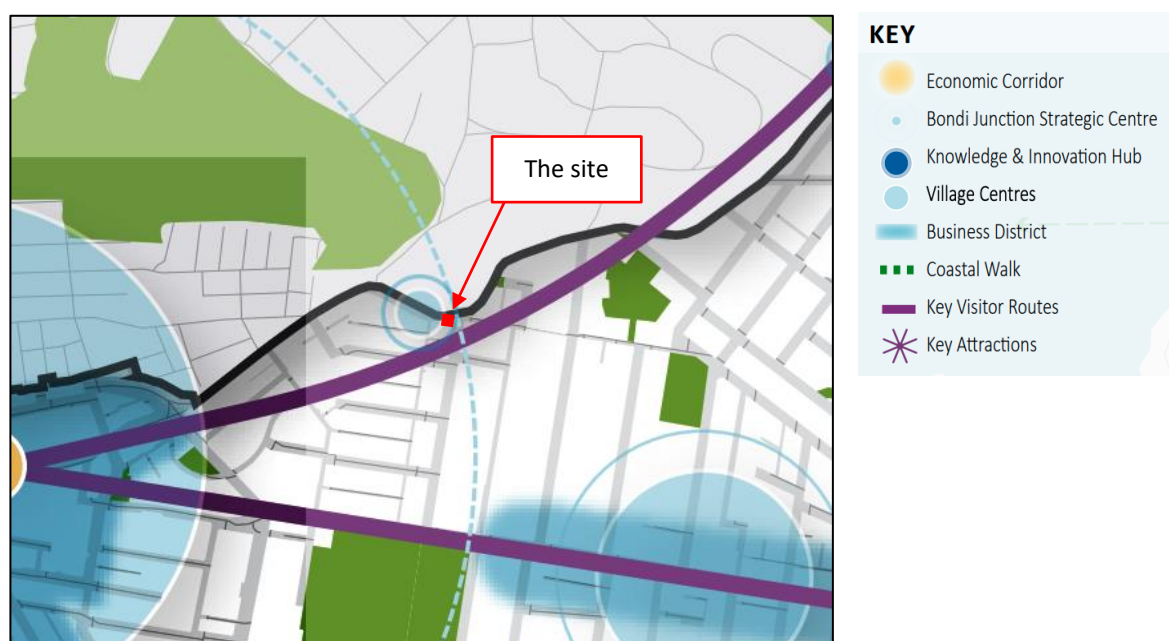 The site
KEY
Economic Corridor
Bondi Junction Strategic Centre
Knowledge & Innovation Hub
Village Centres
Business District
Coastal Walk
Key Visitor Routes
Key Attractions